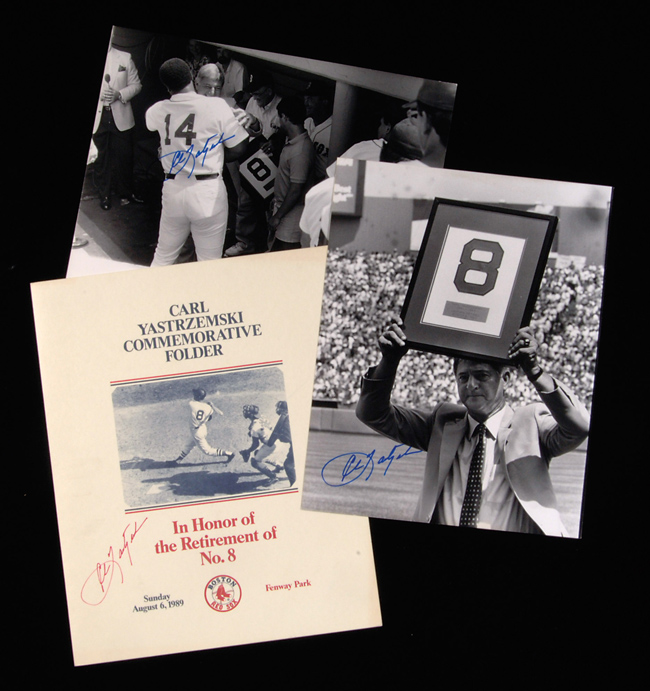 14
8
8
CARL
YASTRZEMSKI
COMMEMORATIVE
FOLDER
8
In Honor of
the Retirement of
No. 8
Sunday
August 6, 1989
BOSTON
RED SOX
Fenway Park